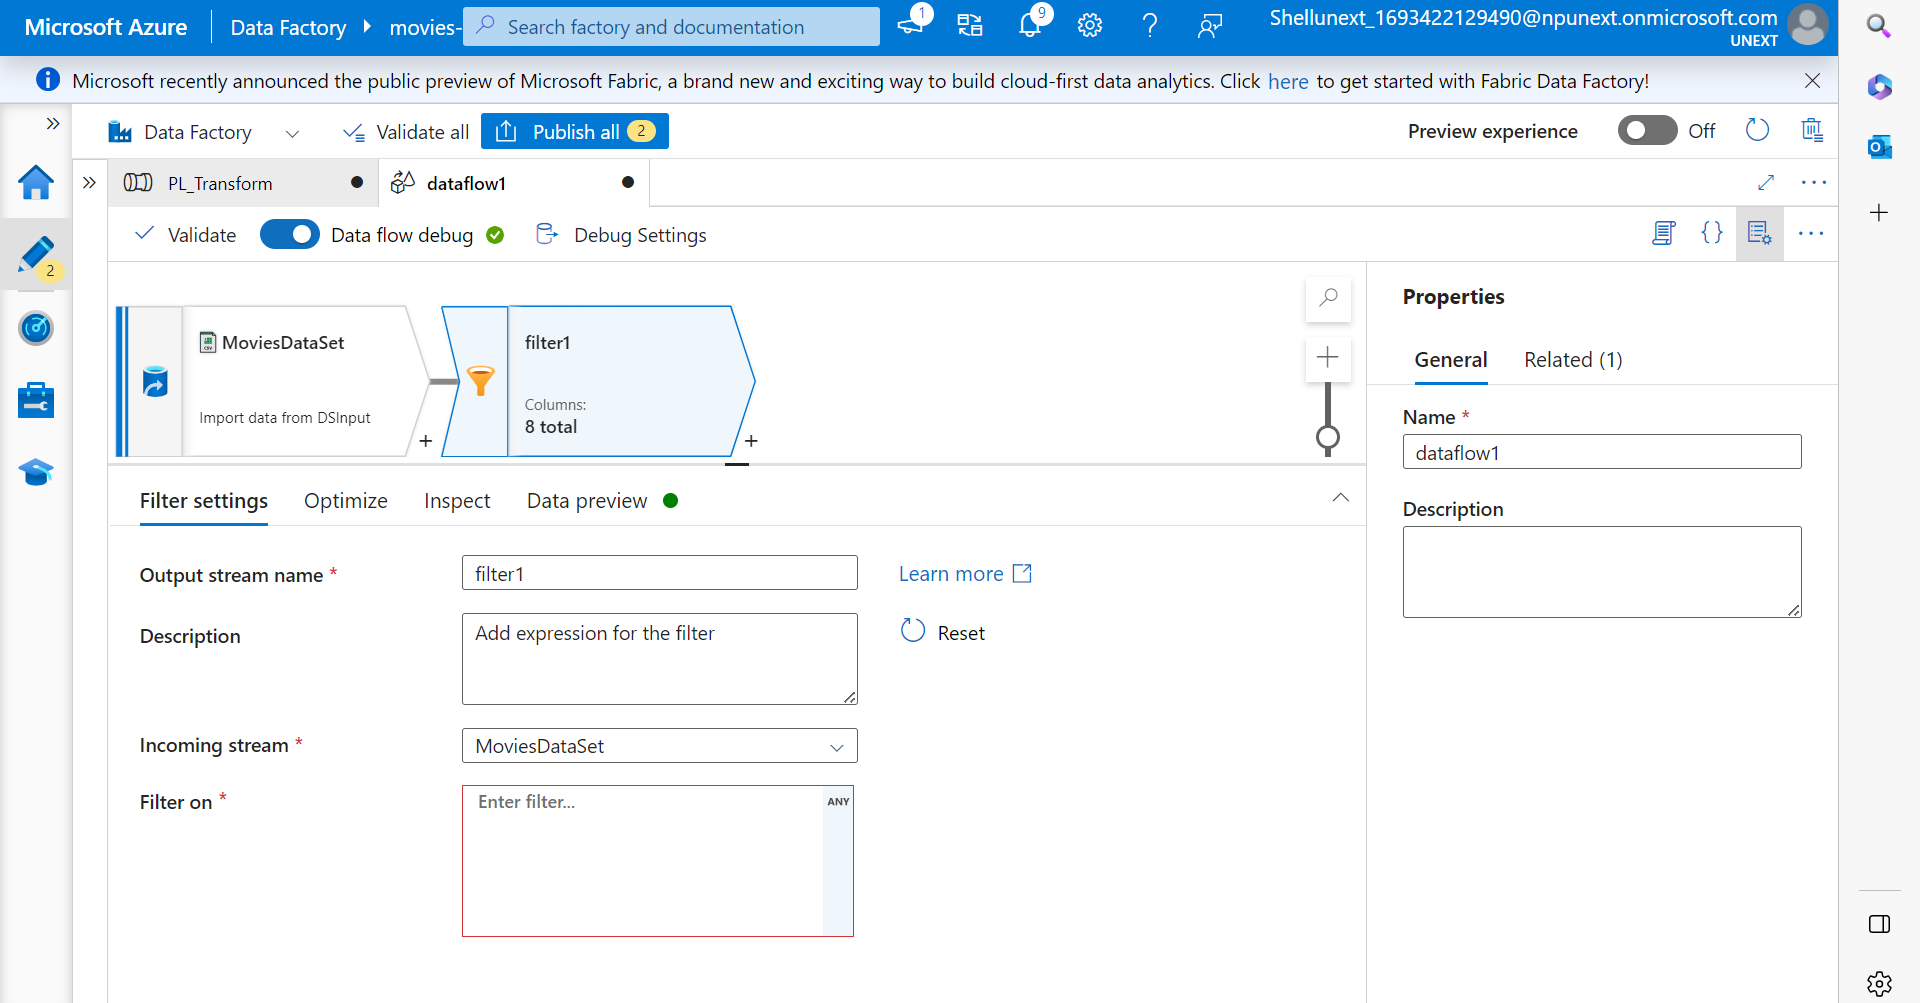 Microsoft Azure
Data Factory
movies-
Search factory and documentation
1
9
Shellunext_1693422129490@npunext.onmicrosoft.com
UNEXT
Microsoft recently announced the public preview of Microsoft Fabric, a brand new and exciting way to build cloud-first data analytics. Click here to get started with Fabric Data Factory!
Data Factory
Validate all
Publish all 2
Preview experience
Off
PL_Transform
dataflow1
Validate
Data flow debug
Debug Settings
2
MoviesDataSet
Import data from DSInput
+
filter1
Columns:
8 total
+
Properties
General
Related (1)
Name *
dataflow1
Description
Filter settings
Optimize
Inspect
Data preview
Output stream name *
filter1
Learn more
Description
Add expression for the filter
Reset
Incoming stream *
MoviesDataSet
Filter on *
Enter filter...
ANY